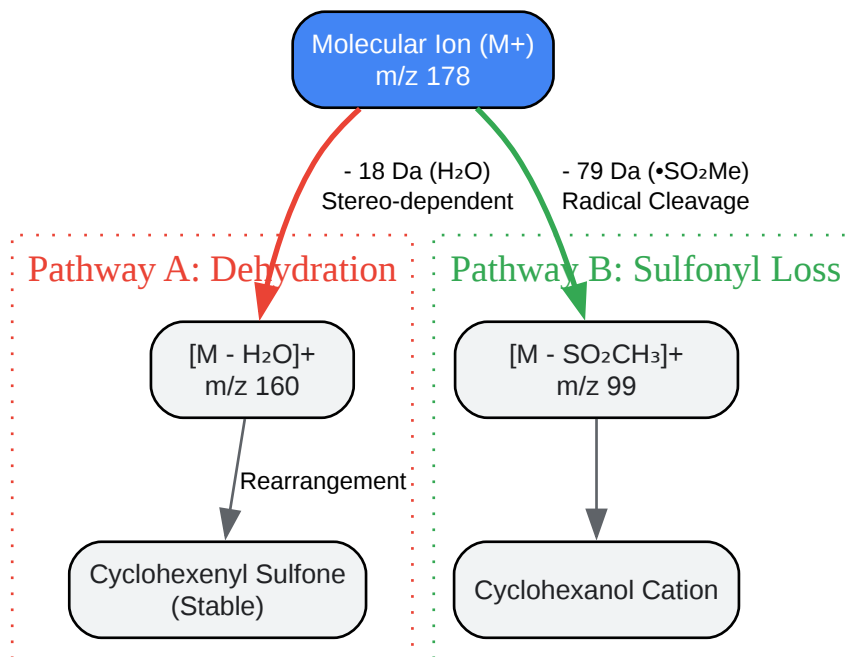 Molecular Ion (M+)
m/z 178
- 18 Da (H₂O)
Stereo-dependent
- 79 Da (•SO₂Me)
Radical Cleavage
Pathway A: Dehydration
Pathway B: Sulfonyl Loss
[M - H₂O]+
m/z 160
[M - SO₂CH₃]+
m/z 99
Rearrangement
Cyclohexenyl Sulfone
(Stable)
Cyclohexanol Cation